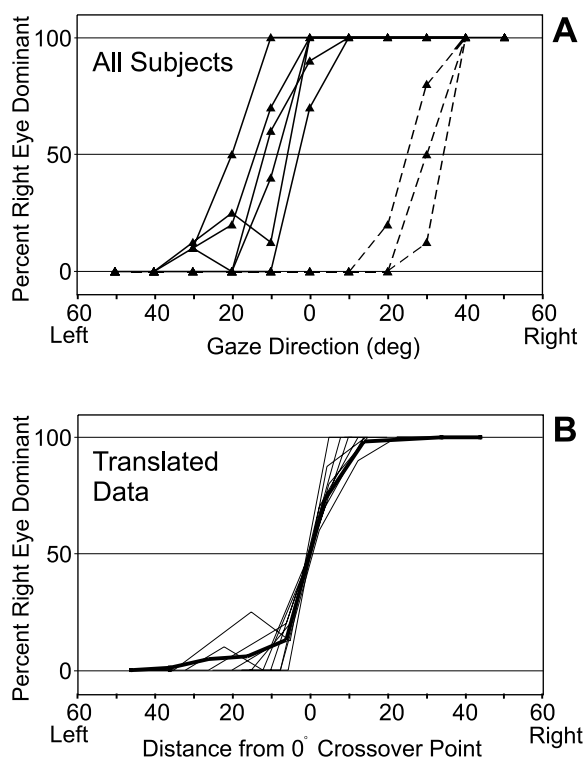 A
All Subjects
Percent Right Eye Dominant
100
50
0
60 40 20 0 20 40 60
Left Right
Gaze Direction (deg)
B
Translated
Data
Percent Right Eye Dominant
100
50
0
60 40 20 0 20 40 60
Left Right
Distance from 0° Crossover Point